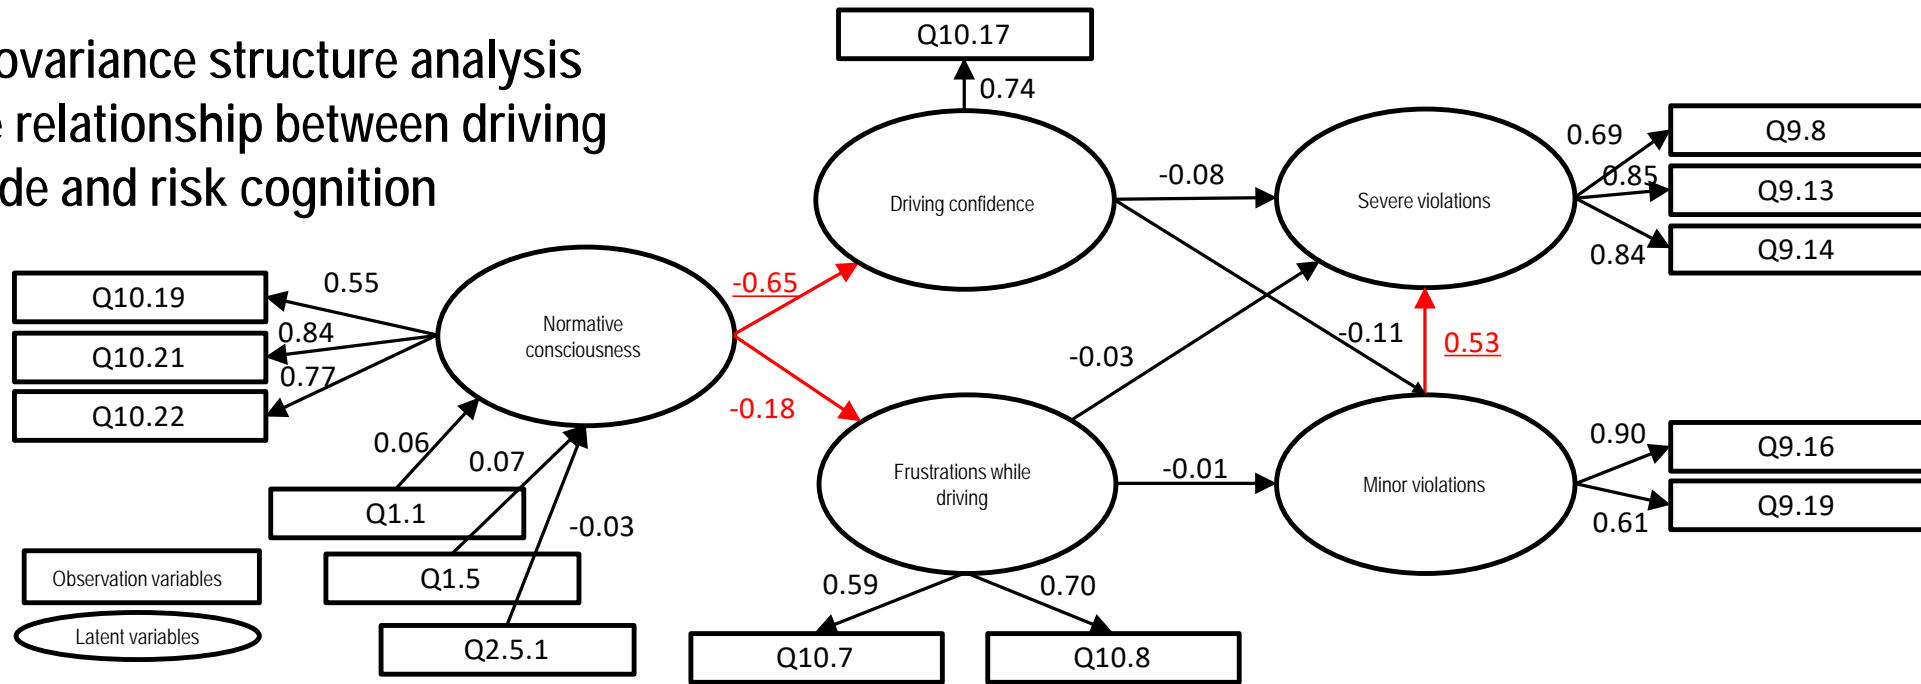 ovariance structure analysis
relationship between driving
de and risk cognition
Q10.17
0.74
Driving confidence
-0.08
-0.11
Severe violations
0.69
0.85
0.84
Q9.8
Q9.13
Q9.14
Q10.19
Q10.21
Q10.22
0.55
0.84
0.77
Normative
consciousness
-0.65
-0.18
-0.03
0.53
0.06
0.07
-0.03
Q1.1
Q1.5
Q2.5.1
Frustrations while
driving
-0.01
Minor violations
0.90
0.61
Q9.16
Q9.19
0.59
0.70
Q10.7
Q10.8
Observation variables
Latent variables